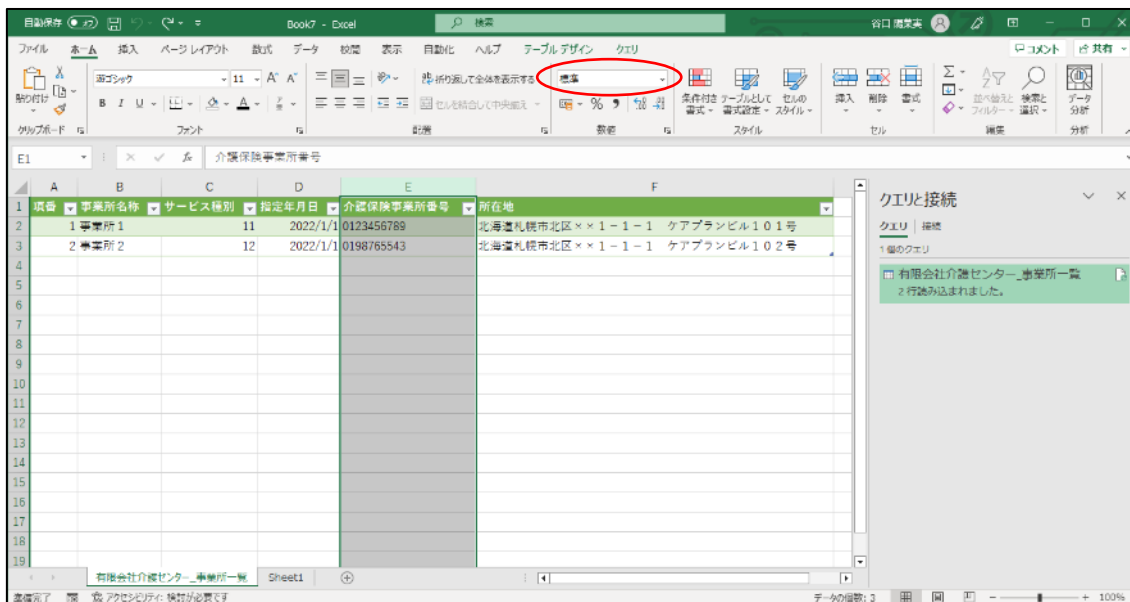 自動保存 オフ Book7 - Excel 検索
ファイル ホーム 挿入 ページ レイアウト 数式 データ 校閲 表示 自動化 ヘルプ テーブル デザイン クエリ コメント 共有
貼り付け 游ゴシック 11 A A 折り返して全体を表示する 標準
B I U A セルを結合して中央揃え % 条件付き書式 テーブルとして書式設定 セルのスタイル 挿入 削除 書式 並べ替えとフィルター 検索と選択 データ分析
クリップボード フォント 配置 数値 スタイル セル 編集 分析
E1 fx 介護保険事業所番号
A B C D E F
1 項番 事業所名称 サービス種別 指定年月日 介護保険事業所番号 所在地
2 1 事業所1 11 2022/1/1 0123456789 北海道札幌市北区××1-1-1 ケアプランビル101号
3 2 事業所2 12 2022/1/1 0198765543 北海道札幌市北区××1-1-1 ケアプランビル102号
4
5
6
7
8
9
10
11
12
13
14
15
16
17
18
19
クエリと接続
クエリ 接続
1 個のクエリ
有限会社介護センター_事業所一覧
2 行読み込まれました。
有限会社介護センター_事業所一覧 Sheet1
準備完了 アクセシビリティ: 検討が必要です データの個数: 3 100%